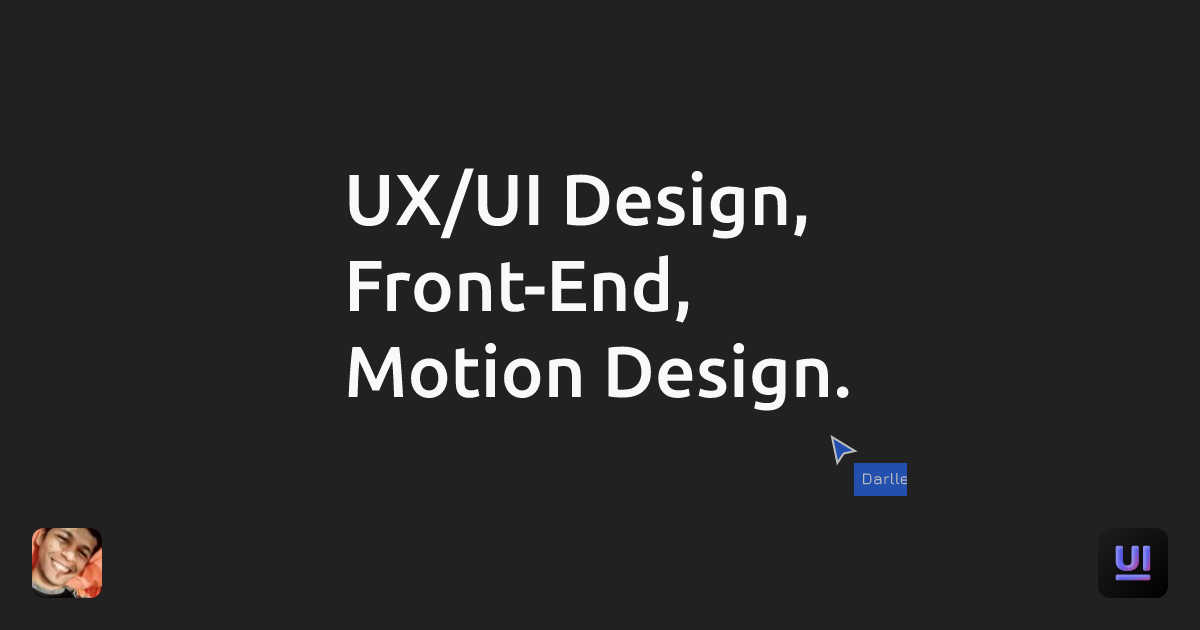 UX/UI Design,
Front-End,
Motion Design.
Darlle
UI